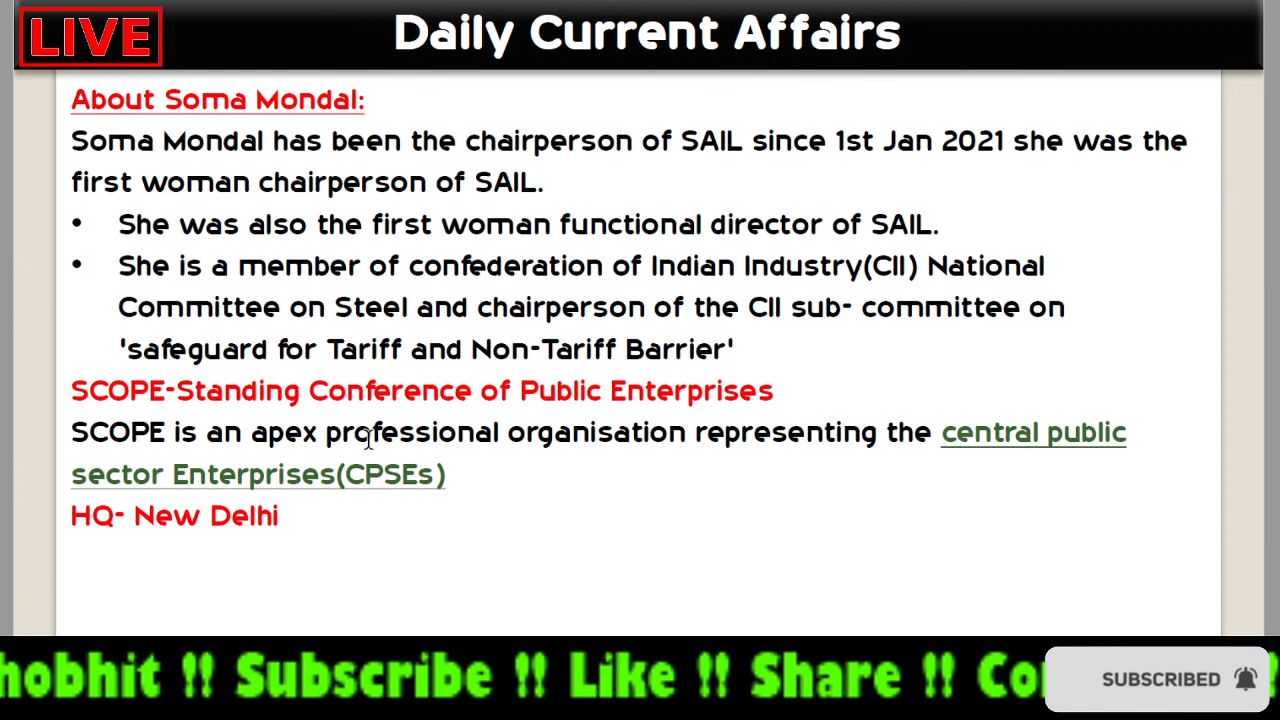 LIVE
Daily Current Affairs
About Soma Mondal:
Soma Mondal has been the chairperson of SAIL since 1st Jan 2021 she was the
first woman chairperson of SAIL.
• She was also the first woman functional director of SAIL.
• She is a member of confederation of Indian Industry(CII) National
Committee on Steel and chairperson of the CII sub- committee on
'safeguard for Tariff and Non-Tariff Barrier'
SCOPE-Standing Conference of Public Enterprises
SCOPE is an apex professional organisation representing the central public
sector Enterprises(CPSEs)
HQ- New Delhi
hobhit !! Subscribe !! Like !! Share !! Co
SUBSCRIBED